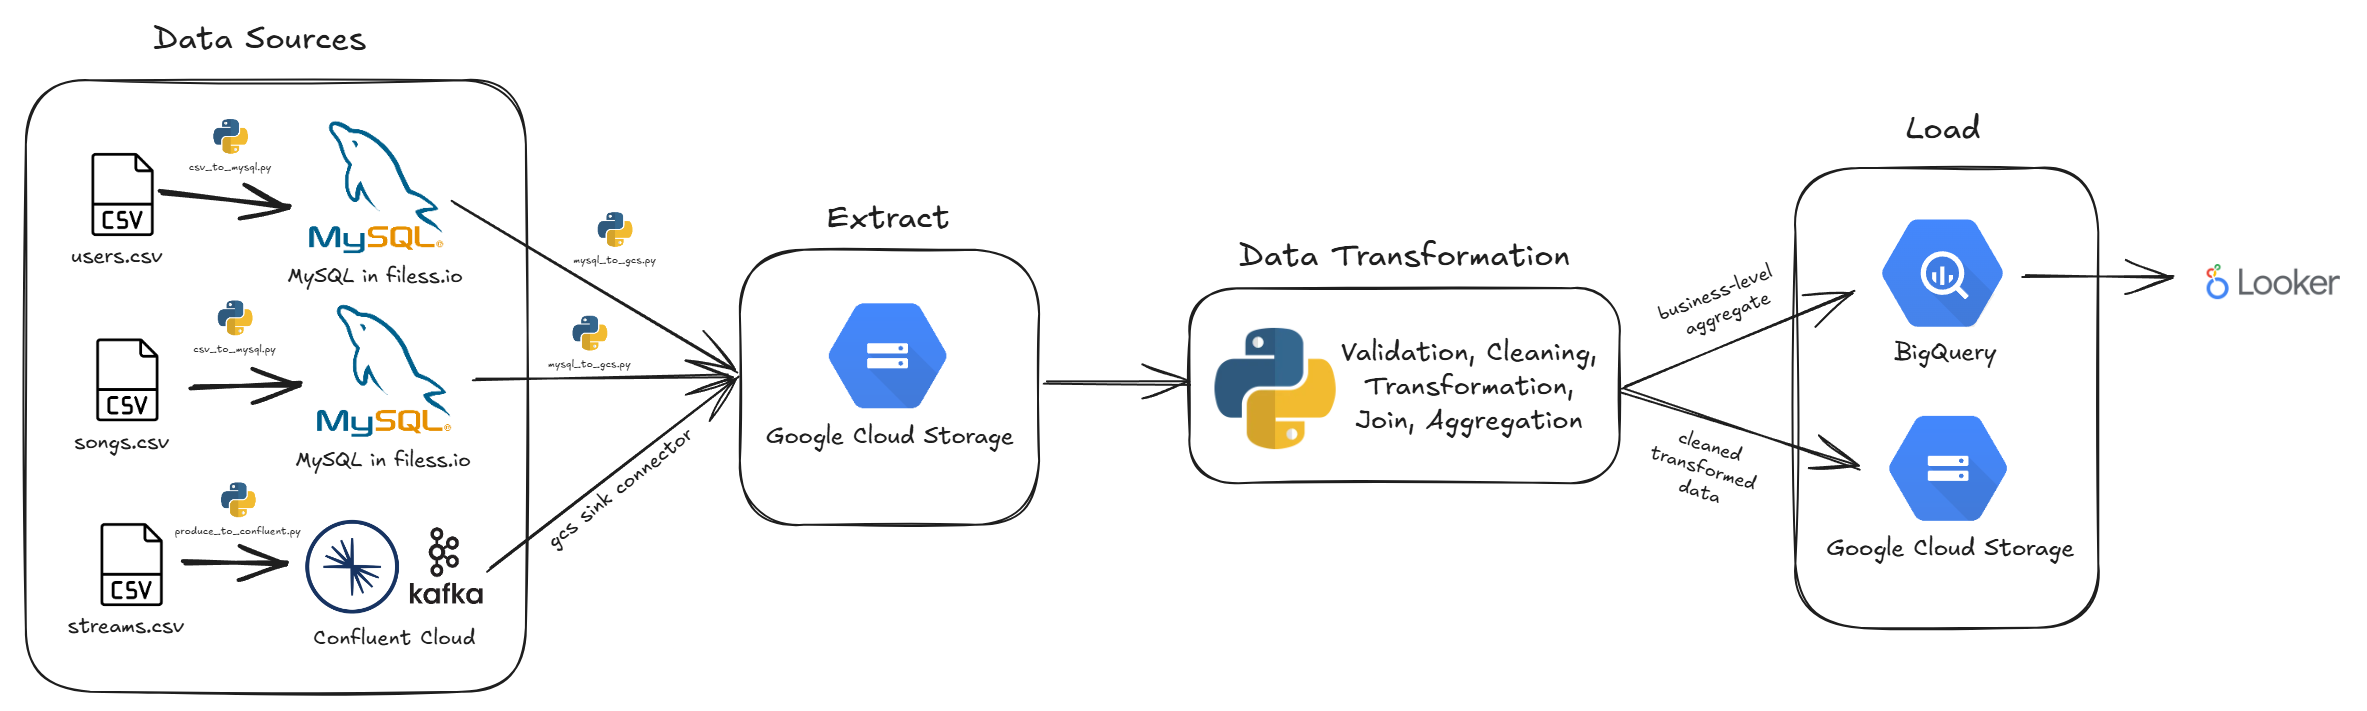 Data Sources
csv_to_mysql.py
CSV
users.csv
MySQL
MySQL in filess.io
csv_to_mysql.py
CSV
songs.csv
MySQL
MySQL in filess.io
produce_to_confluent.py
CSV
streams.csv
kafka
Confluent Cloud
mysql_to_gcs.py
mysql_to_gcs.py
gcs sink connector
Extract
Google Cloud Storage
Data Transformation
Validation, Cleaning,
Transformation,
Join, Aggregation
business-level
aggregate
cleaned
transformed
data
Load
BigQuery
Google Cloud Storage
Looker